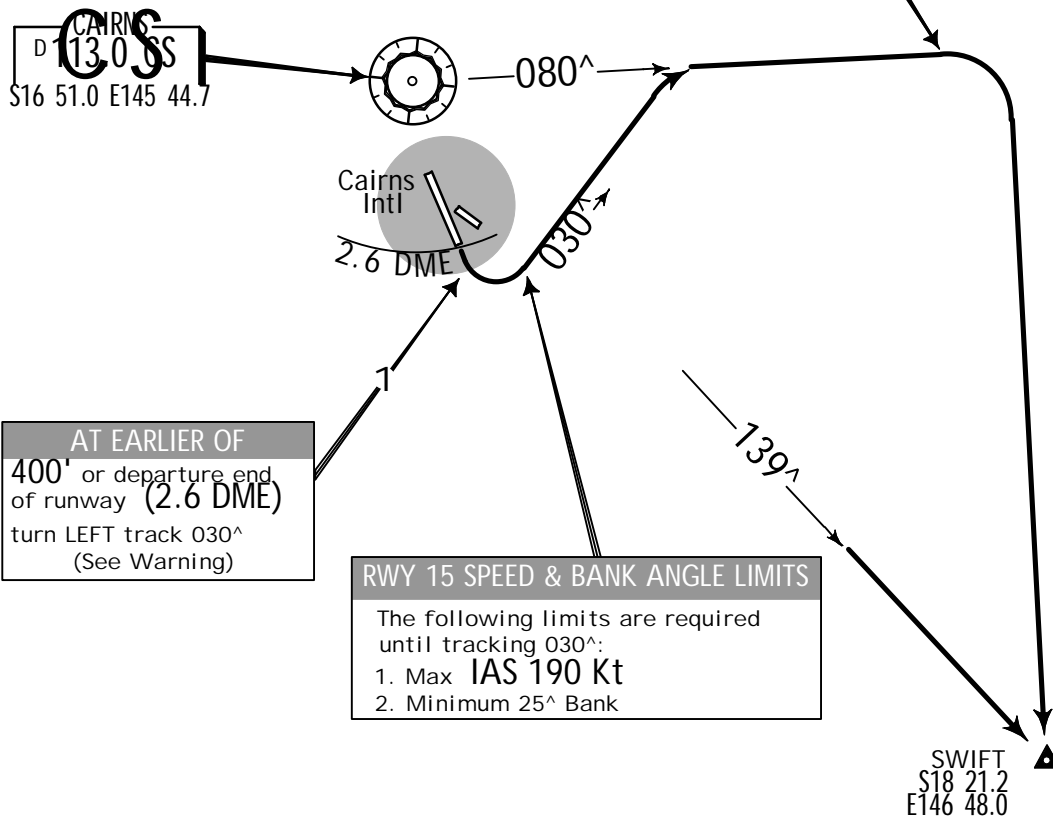 CAIRNS
D 113.0 CS
CS
S16 51.0 E145 44.7
080^
Cairns
Intl
2.6 DME
030^
1
139^
AT EARLIER OF
400' or departure end
of runway (2.6 DME)
turn LEFT track 030^
(See Warning)
RWY 15 SPEED & BANK ANGLE LIMITS
The following limits are required
until tracking 030^:
1. Max IAS 190 Kt
2. Minimum 25^ Bank
SWIFT
S18 21.2
E146 48.0